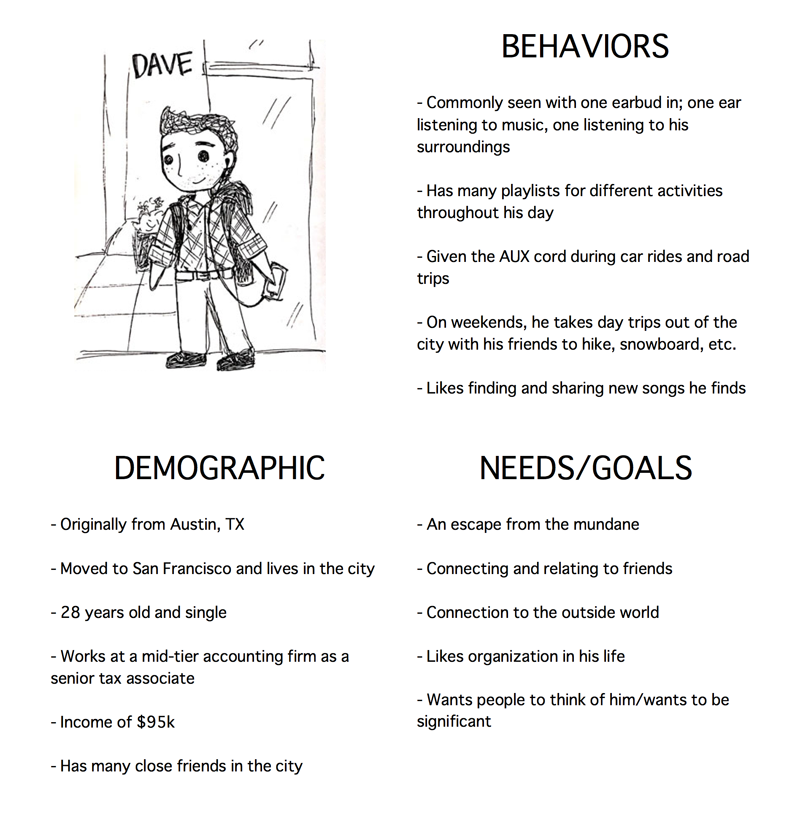 DAVE
BEHAVIORS
- Commonly seen with one earbud in; one ear
listening to music, one listening to his
surroundings
- Has many playlists for different activities
throughout his day
- Given the AUX cord during car rides and road
trips
- On weekends, he takes day trips out of the
city with his friends to hike, snowboard, etc.
- Likes finding and sharing new songs he finds
DEMOGRAPHIC
- Originally from Austin, TX
- Moved to San Francisco and lives in the city
- 28 years old and single
- Works at a mid-tier accounting firm as a
senior tax associate
- Income of $95k
- Has many close friends in the city
NEEDS/GOALS
- An escape from the mundane
- Connecting and relating to friends
- Connection to the outside world
- Likes organization in his life
- Wants people to think of him/wants to be
significant